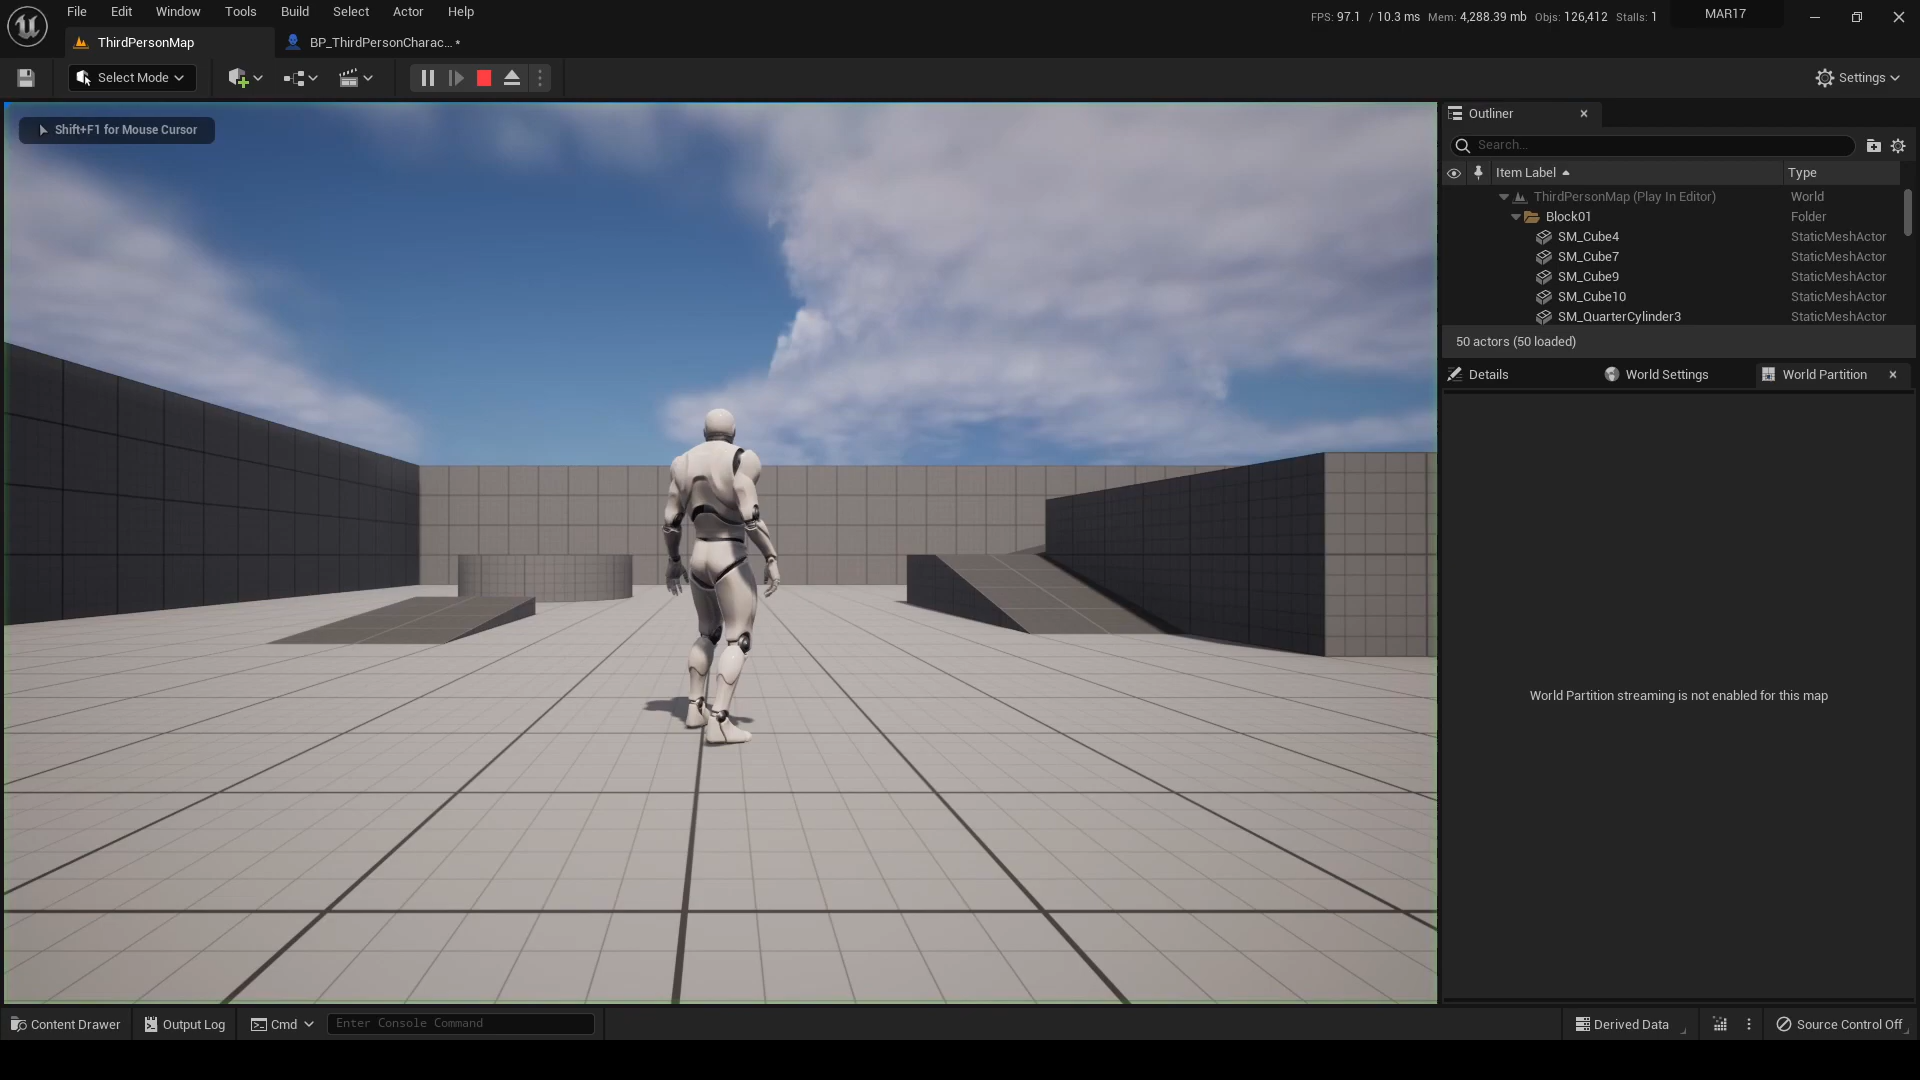 File Edit Window Tools Build Select Actor Help
FPS: 97.1 / 10.3 ms Mem: 4,288.39 mb Objs: 126,412 Stalls: 1 MAR17
ThirdPersonMap BP_ThirdPersonCharac... *
Select Mode Settings
Shift+F1 for Mouse Cursor
Outliner
Search...
Item Label Type
ThirdPersonMap (Play In Editor) World
Block01 Folder
SM_Cube4 StaticMeshActor
SM_Cube7 StaticMeshActor
SM_Cube9 StaticMeshActor
SM_Cube10 StaticMeshActor
SM_QuarterCylinder3 StaticMeshActor
50 actors (50 loaded)
Details World Settings World Partition
World Partition streaming is not enabled for this map
Content Drawer Output Log Cmd Enter Console Command Derived Data Source Control Off